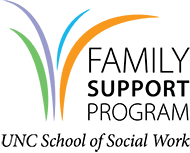 FAMILY
SUPPORT
PROGRAM
UNC School of Social Work